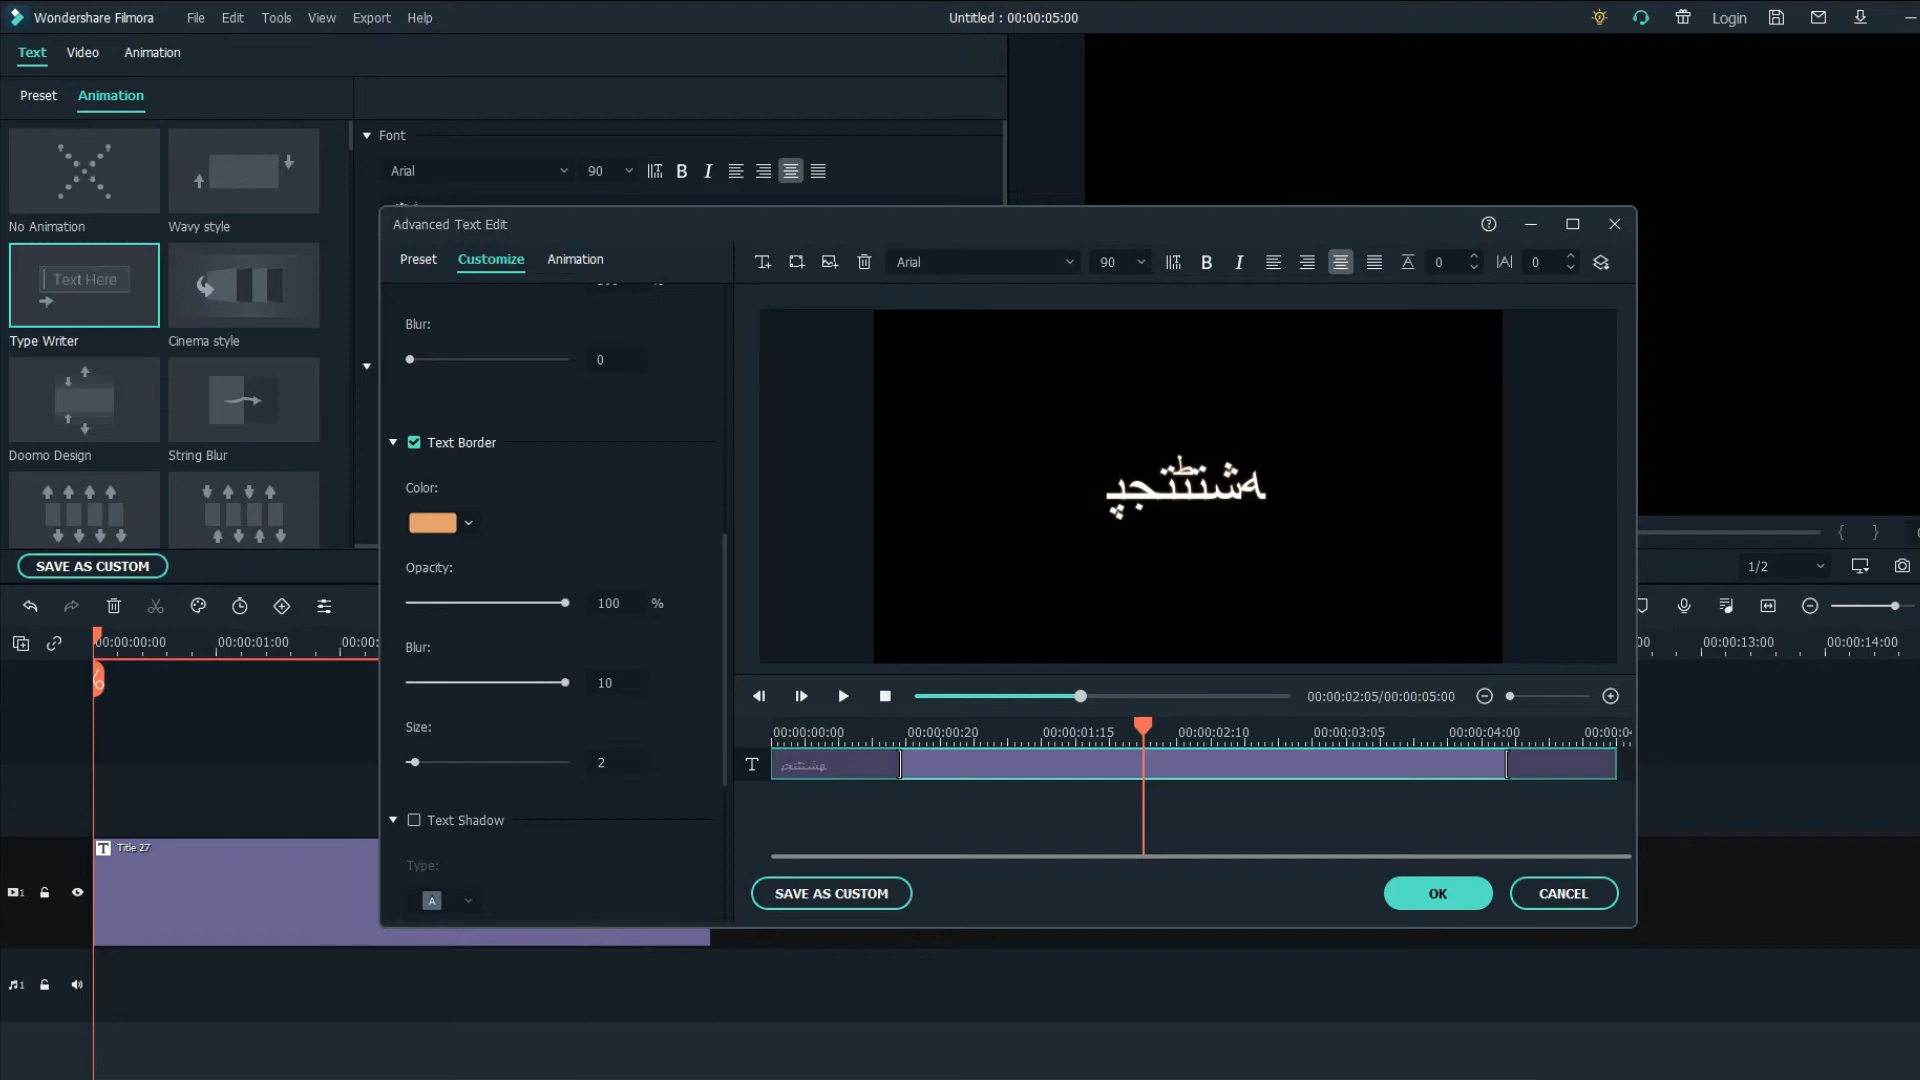 Wondershare Filmora
File
Edit
Tools
View
Export
Help
Untitled : 00:00:05:00
Login
Text
Video
Animation
Preset
Animation
Font
Arial
90
B
I
No Animation
Wavy style
Text Here
Type Writer
Cinema style
Doomo Design
String Blur
SAVE AS CUSTOM
Advanced Text Edit
Preset
Customize
Animation
Arial
90
B
I
0
0
Blur:
0
Text Border
Color:
Opacity:
100 %
Blur:
10
Size:
2
Text Shadow
Type:
A
00:00:02:05/00:00:05:00
00:00:00:00
00:00:00:20
00:00:01:15
00:00:02:10
00:00:03:05
00:00:04:00
T
SAVE AS CUSTOM
OK
CANCEL
1/2
00:00:00:00
00:00:01:00
00:00:13:00
00:00:14:00
T Title 27
1
1